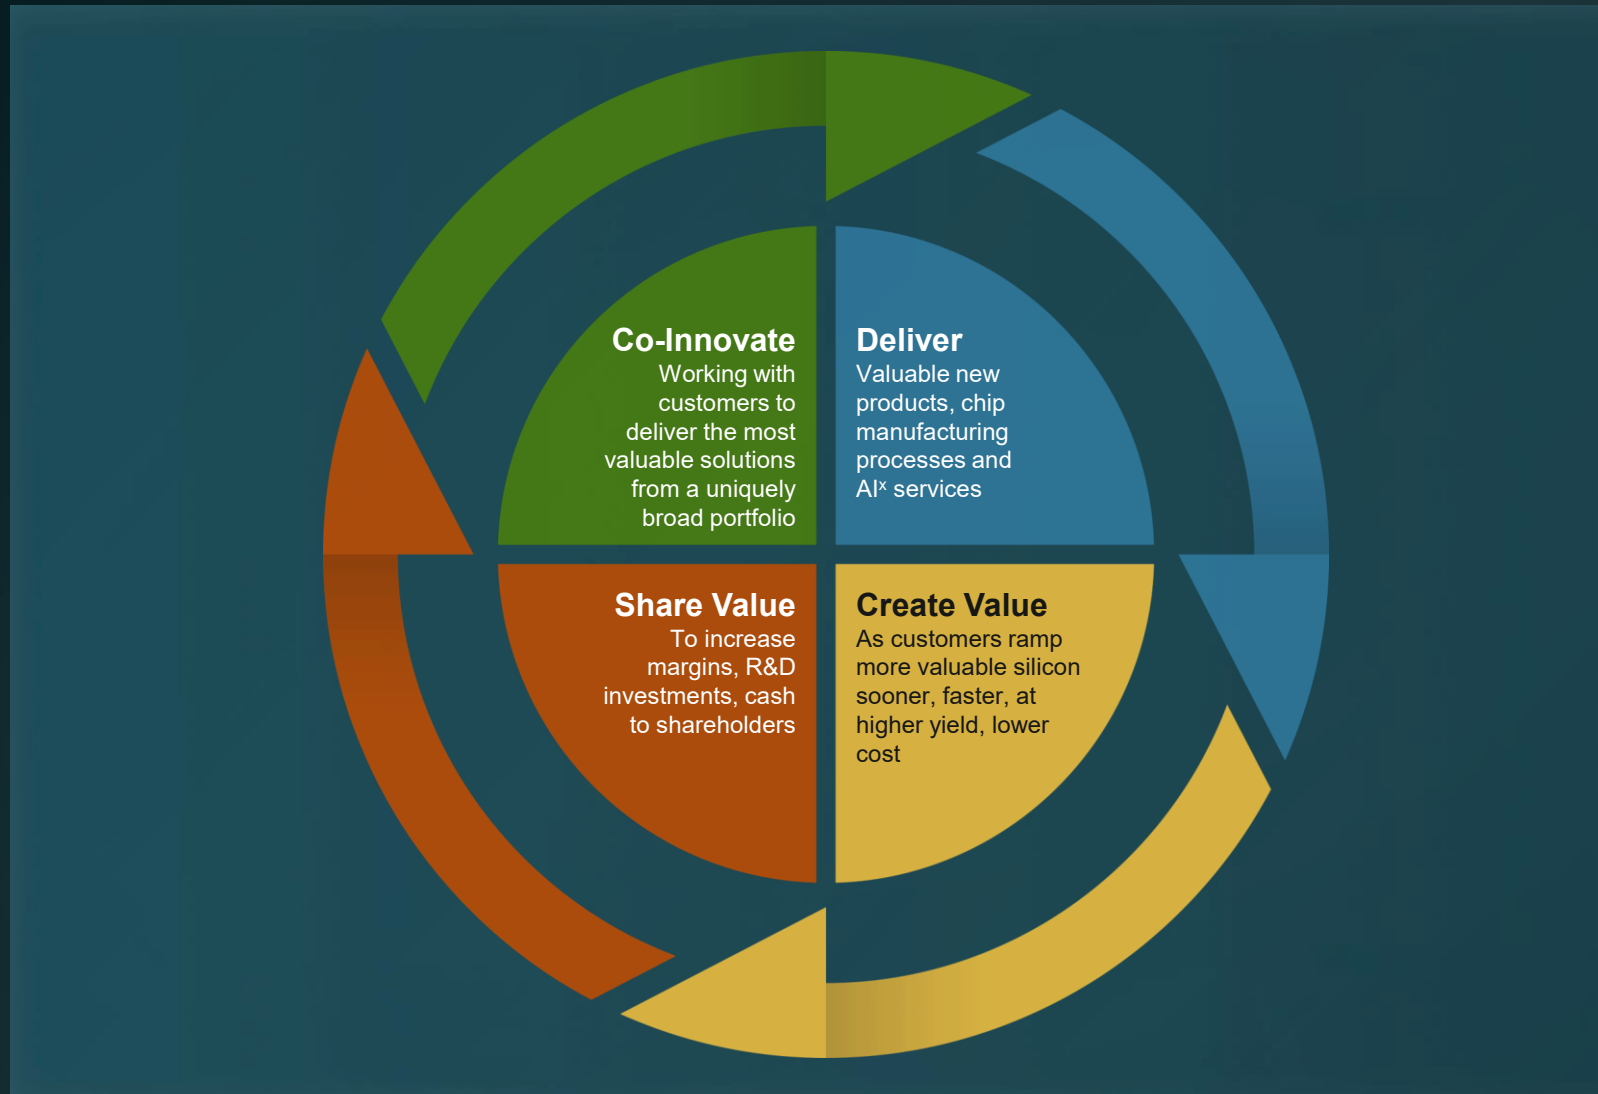 Co-Innovate
Working with
customers to
deliver the most
valuable solutions
from a uniquely
broad portfolio
Deliver
Valuable new
products, chip
manufacturing
processes and
AIˣ services
Share Value
To increase
margins, R&D
investments, cash
to shareholders
Create Value
As customers ramp
more valuable silicon
sooner, faster, at
higher yield, lower
cost